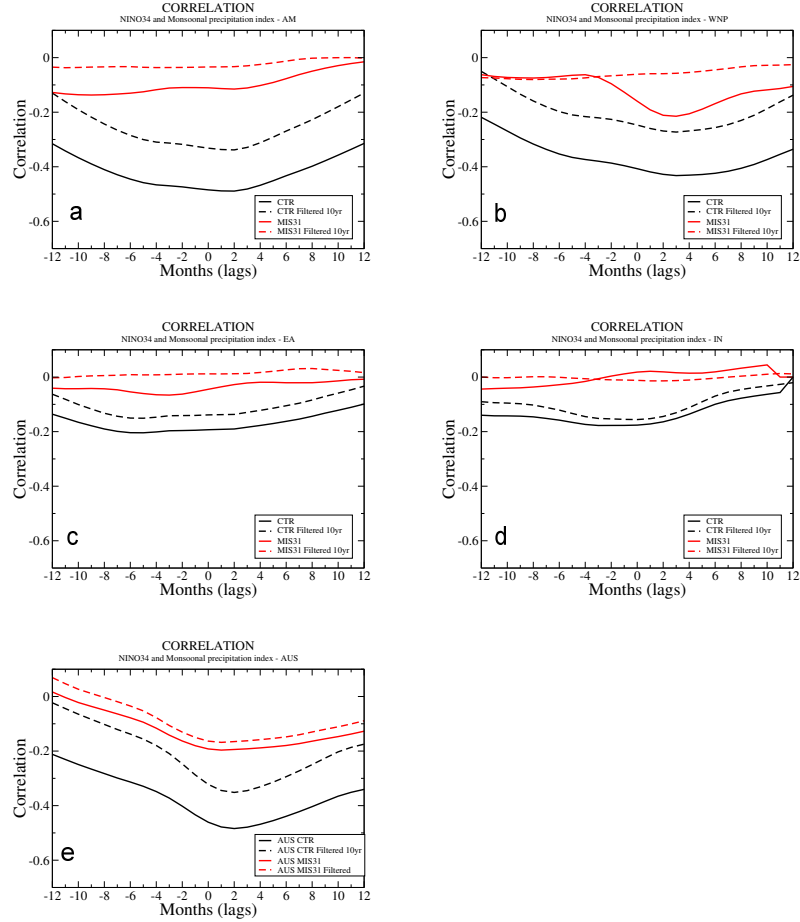 CORRELATION
NINO34 and Monsoonal precipitation index - AM
0
-0.2
-0.4
-0.6
Correlation
a
CTR
CTR Filtered 10yr
MIS31
MIS31 Filtered 10yr
-12 -10 -8 -6 -4 -2 0 2 4 6 8 10 12
Months (lags)
CORRELATION
NINO34 and Monsoonal precipitation index - WNP
0
-0.2
-0.4
-0.6
Correlation
b
CTR
CTR Filtered 10yr
MIS31
MIS31 Filtered 10yr
-12 -10 -8 -6 -4 -2 0 2 4 6 8 10 12
Months (lags)
CORRELATION
NINO34 and Monsoonal precipitation index - EA
0
-0.2
-0.4
-0.6
Correlation
c
CTR
CTR Filtered 10yr
MIS31
MIS31 Filtered 10yr
-12 -10 -8 -6 -4 -2 0 2 4 6 8 10 12
Months (lags)
CORRELATION
NINO34 and Monsoonal precipitation index - IN
0
-0.2
-0.4
-0.6
Correlation
d
CTR
CTR Filtered 10yr
MIS31
MIS31 Filtered 10yr
-12 -10 -8 -6 -4 -2 0 2 4 6 8 10 12
Months (lags)
CORRELATION
NINO34 and Monsoonal precipitation index - AUS
0
-0.2
-0.4
-0.6
Correlation
e
AUS CTR
AUS CTR Filtered 10yr
AUS MIS31
AUS MIS31 Filtered
-12 -10 -8 -6 -4 -2 0 2 4 6 8 10 12
Months (lags)